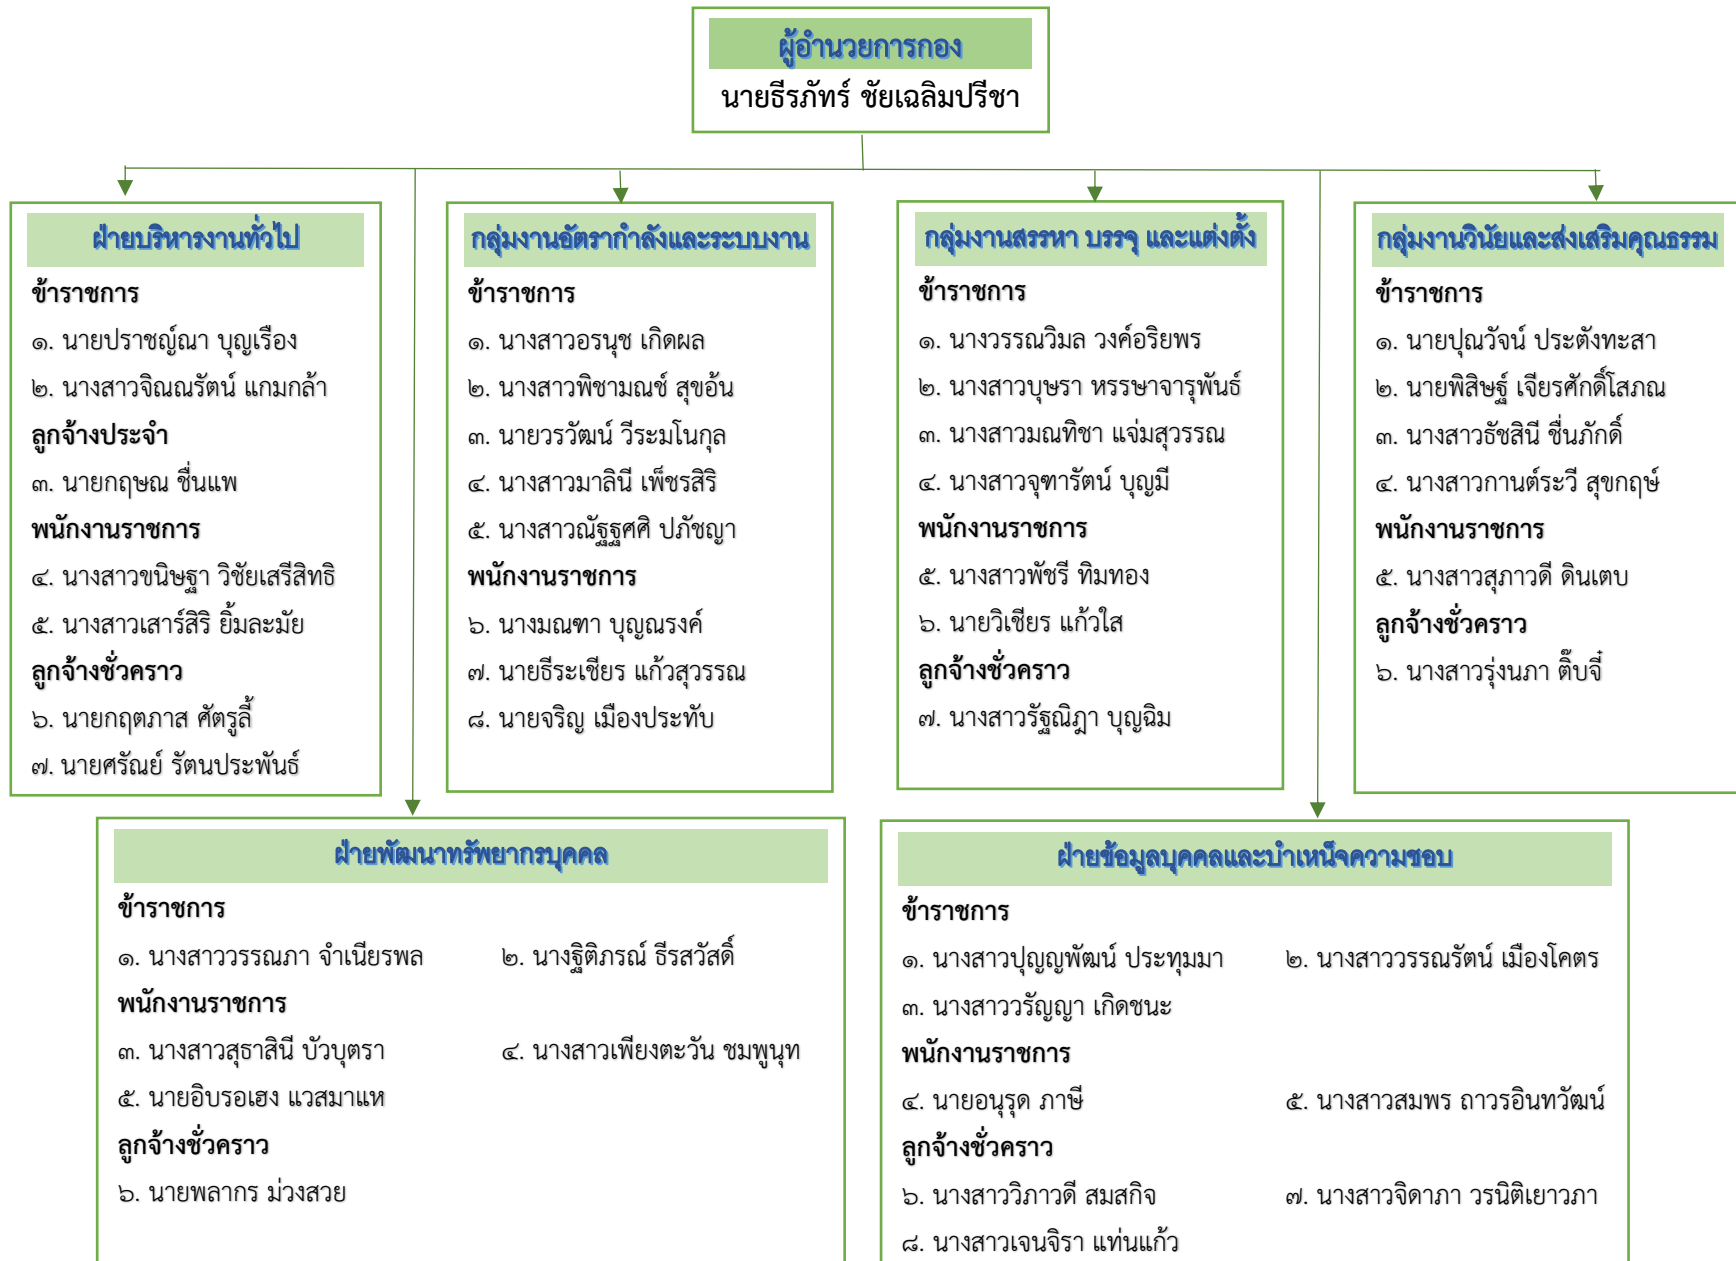 ผู้อำนวยการกอง
นายธีรภัทร์ ชัยเฉลิมปรีชา
ฝ่ายบริหารงานทั่วไป
ข้าราชการ
๑. นายปราชญ์ณา บุญเรือง
๒. นางสาวจิณณรัตน์ แกมกล้า
ลูกจ้างประจำ
๓. นายกฤษณ ชื่นแพ
พนักงานราชการ
๔. นางสาวขนิษฐา วิชัยเสรีสิทธิ
๕. นางสาวเสาร์สิริ ยิ้มละมัย
ลูกจ้างชั่วคราว
๖. นายกฤตภาส ศัตรูลี้
๗. นายศรัณย์ รัตนประพันธ์
กลุ่มงานอัตรากำลังและระบบงาน
ข้าราชการ
๑. นางสาวอรนุช เกิดผล
๒. นางสาวพิชามณช์ สุขอ้น
๓. นายวรวัฒน์ วีระมโนกุล
๔. นางสาวมาลินี เพ็ชรสิริ
๕. นางสาวณัฐฐศศิ ปภัชญา
พนักงานราชการ
๖. นางมณฑา บุญณรงค์
๗. นายธีระเชียร แก้วสุวรรณ
๘. นายจริญ เมืองประทับ
กลุ่มงานสรรหา บรรจุ และแต่งตั้ง
ข้าราชการ
๑. นางวรรณวิมล วงค์อริยพร
๒. นางสาวบุษรา หรรษาจารุพันธ์
๓. นางสาวมณทิชา แจ่มสุวรรณ
๔. นางสาวจุฑารัตน์ บุญมี
พนักงานราชการ
๕. นางสาวพัชรี ทิมทอง
๖. นายวิเชียร แก้วใส
ลูกจ้างชั่วคราว
๗. นางสาวรัฐณิฎา บุญฉิม
กลุ่มงานวินัยและส่งเสริมคุณธรรม
ข้าราชการ
๑. นายปุณวัจน์ ประตังทะสา
๒. นายพิสิษฐ์ เจียรศักดิ์โสภณ
๓. นางสาวธัชสินี ชื่นภักดิ์
๔. นางสาวกานต์ระวี สุขกฤษ์
พนักงานราชการ
๕. นางสาวสุภาวดี ดินเตบ
ลูกจ้างชั่วคราว
๖. นางสาวรุ่งนภา ติ๊บจี๋
ฝ่ายพัฒนาทรัพยากรบุคคล
ข้าราชการ
๑. นางสาววรรณภา จำเนียรพล ๒. นางฐิติภรณ์ ธีรสวัสดิ์
พนักงานราชการ
๓. นางสาวสุธาสินี บัวบุตรา ๔. นางสาวเพียงตะวัน ชมพูนุท
๕. นายอิบรอเฮง แวสมาแห
ลูกจ้างชั่วคราว
๖. นายพลากร ม่วงสวย
ฝ่ายข้อมูลบุคคลและบำเหน็จความชอบ
ข้าราชการ
๑. นางสาวปุญญพัฒน์ ประทุมมา ๒. นางสาววรรณรัตน์ เมืองโคตร
๓. นางสาววรัญญา เกิดชนะ
พนักงานราชการ
๔. นายอนุรุด ภาษี ๕. นางสาวสมพร ถาวรอินทวัฒน์
ลูกจ้างชั่วคราว
๖. นางสาววิภาวดี สมสกิจ ๗. นางสาวจิดาภา วรนิติเยาวภา
๘. นางสาวเจนจิรา แท่นแก้ว